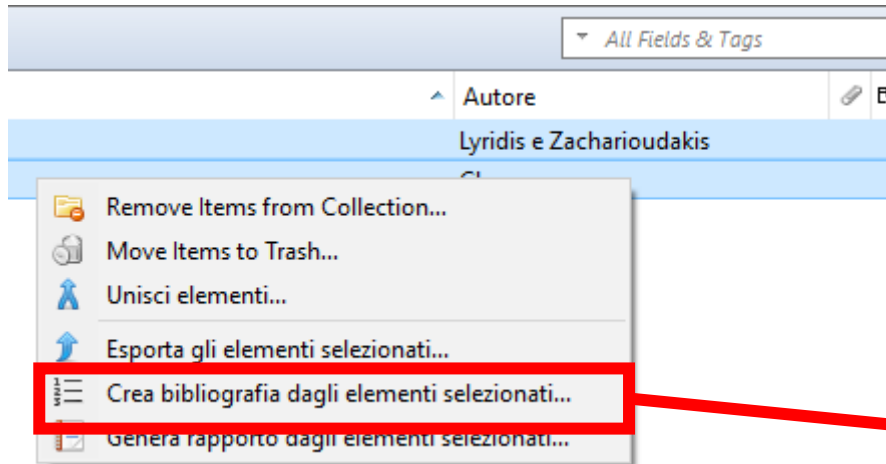 All Fields & Tags
Autore
Lyridis e Zacharioudakis
Remove Items from Collection...
Move Items to Trash...
Unisci elementi...
Esporta gli elementi selezionati...
Crea bibliografia dagli elementi selezionati...
Genera rapporto dagli elementi selezionati...